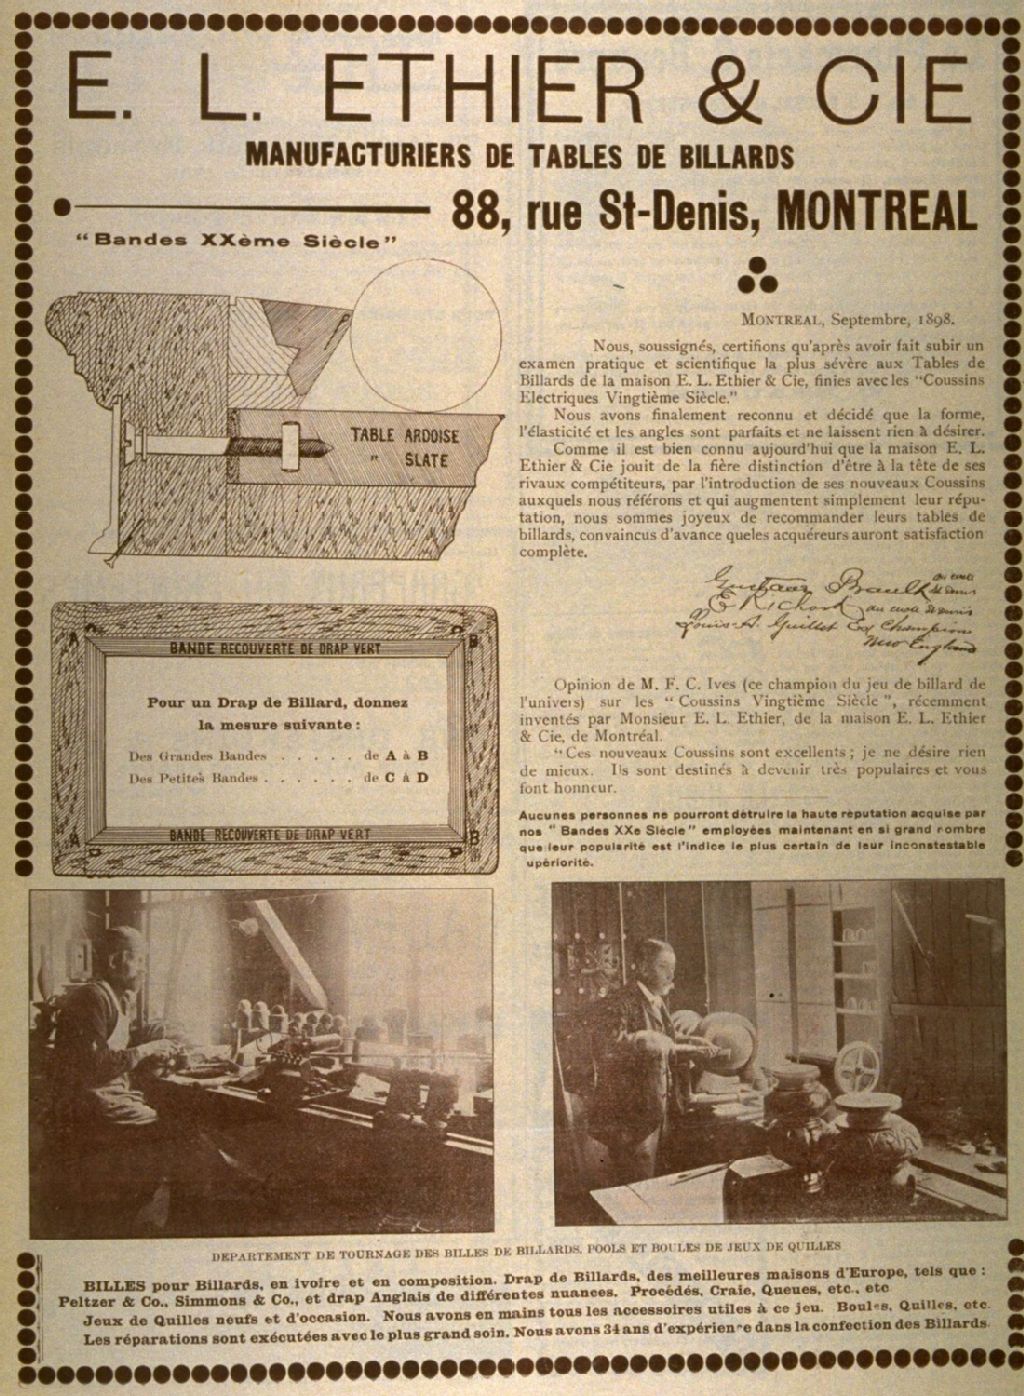 E. L. ETHIER & CIE
MANUFACTURIERS DE TABLES DE BILLARDS
88, rue St-Denis, MONTREAL
“Bandes XXème Siècle”
TABLE ARDOISE
” SLATE
MONTREAL, Septembre, 1898.
Nous, soussignés, certifions qu'après avoir fait subir un
examen pratique et scientifique la plus sévère aux Tables de
Billards de la maison E. L. Ethier & Cie, finies avec les “Coussins
Electriques Vingtième Siècle.”
Nous avons finalement reconnu et décidé que la forme,
l'élasticité et les angles sont parfaits et ne laissent rien à désirer.
Comme il est bien connu aujourd'hui que la maison E. L.
Ethier & Cie jouit de la fière distinction d'être à la tête de ses
rivaux compétiteurs, par l'introduction de ses nouveaux Coussins
auxquels nous référons et qui augmentent simplement leur répu-
tation, nous sommes joyeux de recommander leurs tables de
billards, convaincus d'avance queles acquéreurs auront satisfaction
complète.
Louis-A. Guillet Ex Champion
New England
A BANDE RECOUVERTE DE DRAP VERT B
C D
Pour un Drap de Billard, donnez
la mesure suivante :
Des Grandes Bandes . . . . . de A à B
Des Petites Bandes . . . . . . de C à D
A BANDE RECOUVERTE DE DRAP VERT B
C D
Opinion de M. F. C. Ives (ce champion du jeu de billard de
l'univers) sur les “Coussins Vingtième Siècle”, récemment
inventés par Monsieur E. L. Ethier, de la maison E. L. Ethier
& Cie, de Montréal.
“Ces nouveaux Coussins sont excellents ; je ne désire rien
de mieux. Ils sont destinés à devenir très populaires et vous
font honneur.
Aucunes personnes ne pourront détruire la haute réputation acquise par
nos “Bandes XXe Siècle” employées maintenant en si grand nombre
que leur popularité est l'indice le plus certain de leur inconstestable
upériorité.
DEPARTEMENT DE TOURNAGE DES BILLES DE BILLARDS, POOLS ET BOULES DE JEUX DE QUILLES
BILLES pour Billards, en ivoire et en composition. Drap de Billards, des meilleures maisons d'Europe, tels que :
Peltzer & Co., Simmons & Co., et drap Anglais de différentes nuances. Procédés, Craie, Queues, etc., etc
Jeux de Quilles neufs et d'occasion. Nous avons en mains tous les accessoires utiles à ce jeu. Boules, Quilles, etc.
Les réparations sont exécutées avec le plus grand soin. Nous avons 34 ans d'expérience dans la confection des Billards.